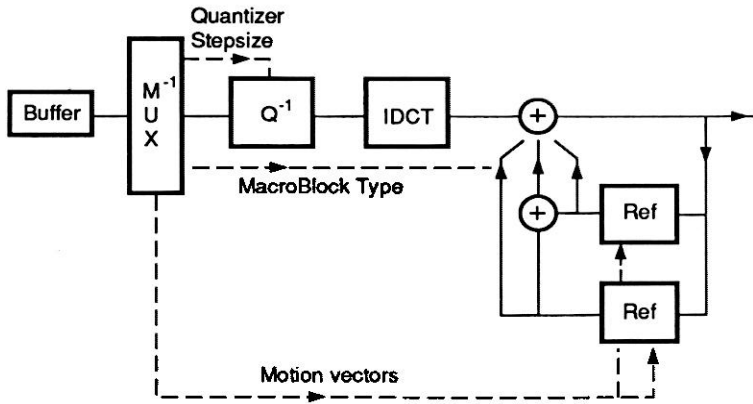 Quantizer
Stepsize
Buffer
M⁻¹
U
X
Q⁻¹
IDCT
+
MacroBlock Type
+
Ref
Ref
Motion vectors